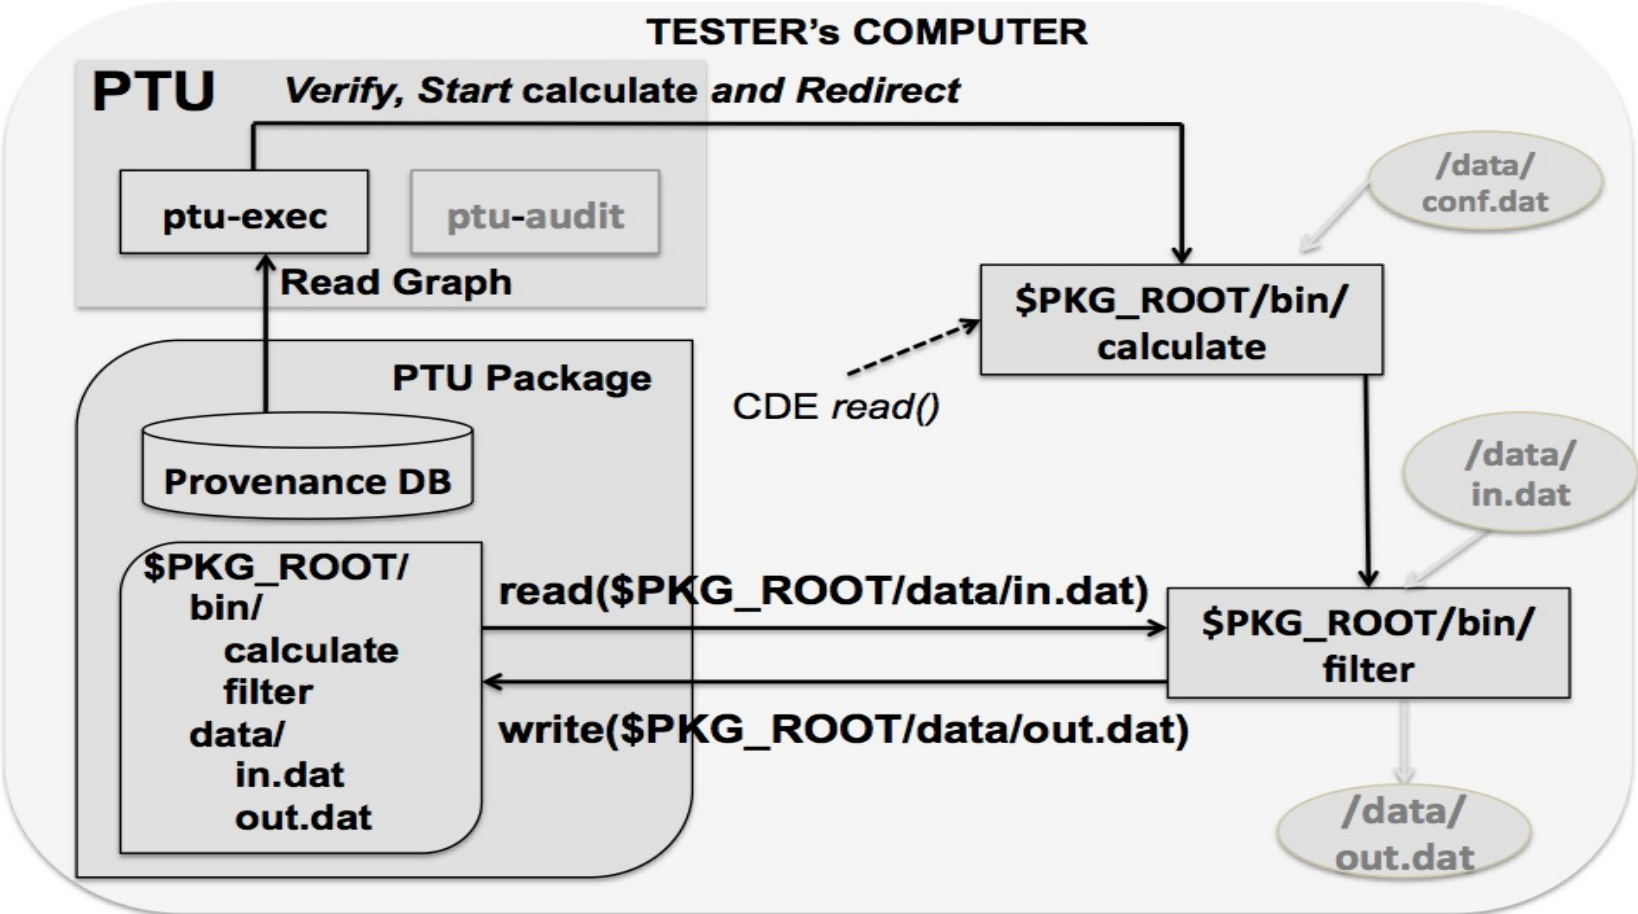 TESTER's COMPUTER
PTU
Verify, Start calculate and Redirect
ptu-exec
ptu-audit
Read Graph
/data/
conf.dat
$PKG_ROOT/bin/
calculate
CDE read()
PTU Package
Provenance DB
/data/
in.dat
$PKG_ROOT/
bin/
calculate
filter
data/
in.dat
out.dat
read($PKG_ROOT/data/in.dat)
write($PKG_ROOT/data/out.dat)
$PKG_ROOT/bin/
filter
/data/
out.dat